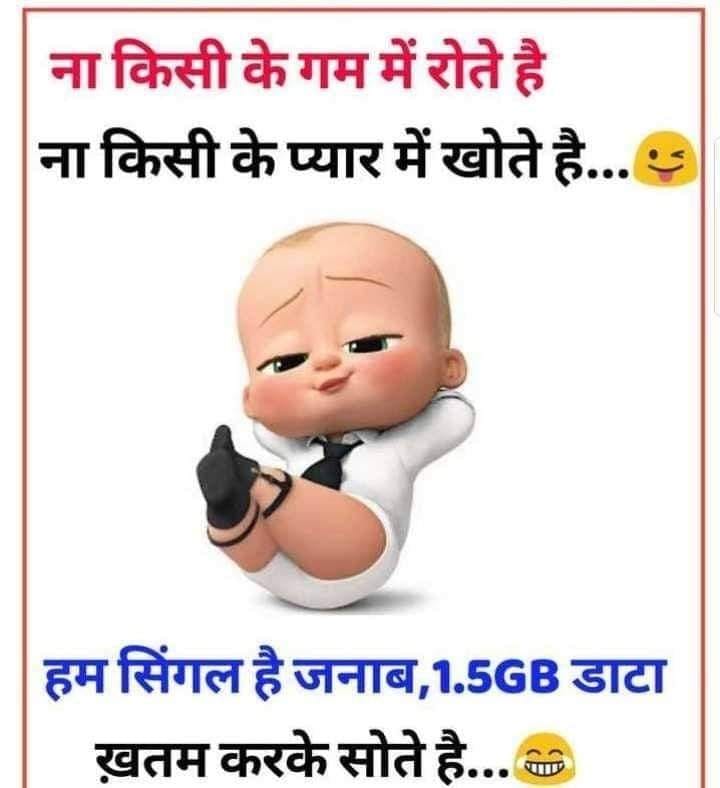 ना किसी के गम में रोते है
ना किसी के प्यार में खोते है...😜
हम सिंगल है जनाब,1.5GB डाटा
ख़तम करके सोते है...😂